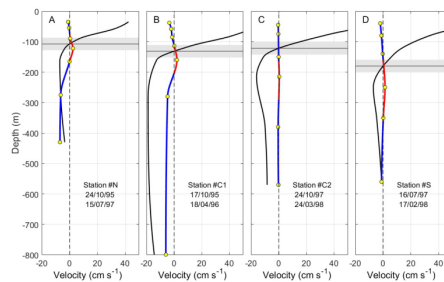 A B C D
0
-100
-200
-300
-400
-500
-600
-700
-800
Depth (m)
Station #N
24/10/95
15/07/97
Station #C1
17/10/95
18/04/96
Station #C2
24/10/97
24/03/98
Station #S
16/07/97
17/02/98
-20 0 20 40
-20 0 20 40
-20 0 20 40
-20 0 20 40
Velocity (cm s⁻¹) Velocity (cm s⁻¹) Velocity (cm s⁻¹) Velocity (cm s⁻¹)